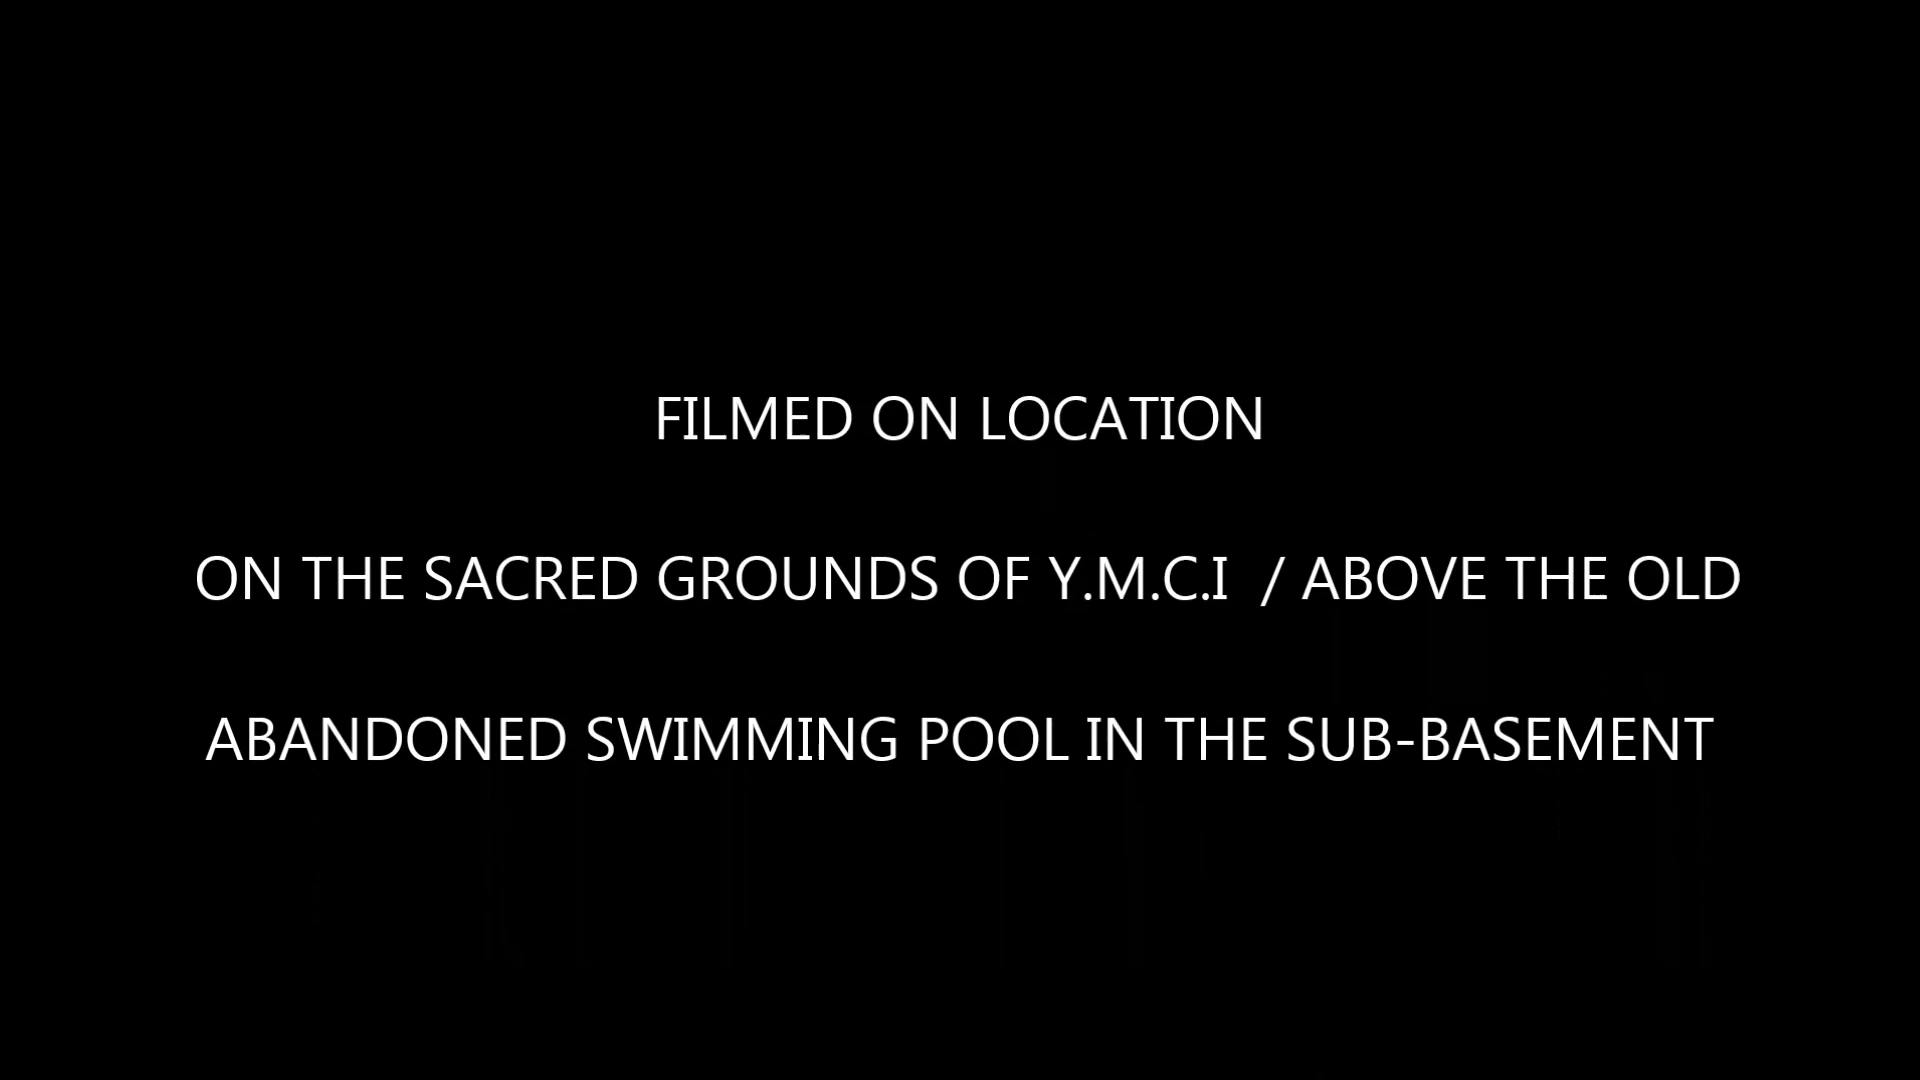 FILMED ON LOCATION
ON THE SACRED GROUNDS OF Y.M.C.I / ABOVE THE OLD
ABANDONED SWIMMING POOL IN THE SUB-BASEMENT